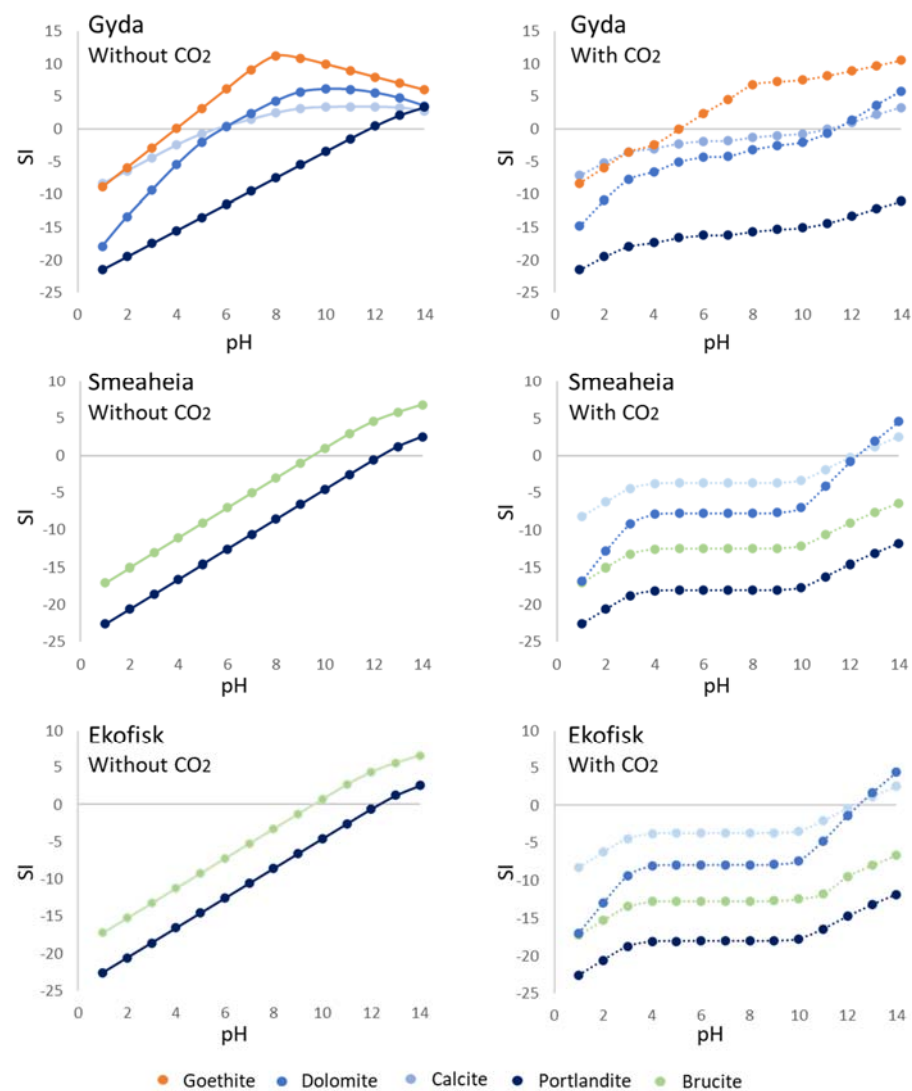 Gyda
Without CO2
15
10
5
0
-5
-10
-15
-20
-25
SI
0 2 4 6 8 10 12 14
pH
Gyda
With CO2
15
10
5
0
-5
-10
-15
-20
-25
SI
0 2 4 6 8 10 12 14
pH
Smeaheia
Without CO2
10
5
0
-5
-10
-15
-20
-25
SI
0 2 4 6 8 10 12 14
pH
Smeaheia
With CO2
10
5
0
-5
-10
-15
-20
-25
SI
0 2 4 6 8 10 12 14
pH
Ekofisk
Without CO2
10
5
0
-5
-10
-15
-20
-25
SI
0 2 4 6 8 10 12 14
pH
Ekofisk
With CO2
10
5
0
-5
-10
-15
-20
-25
SI
0 2 4 6 8 10 12 14
pH
Goethite Dolomite Calcite Portlandite Brucite